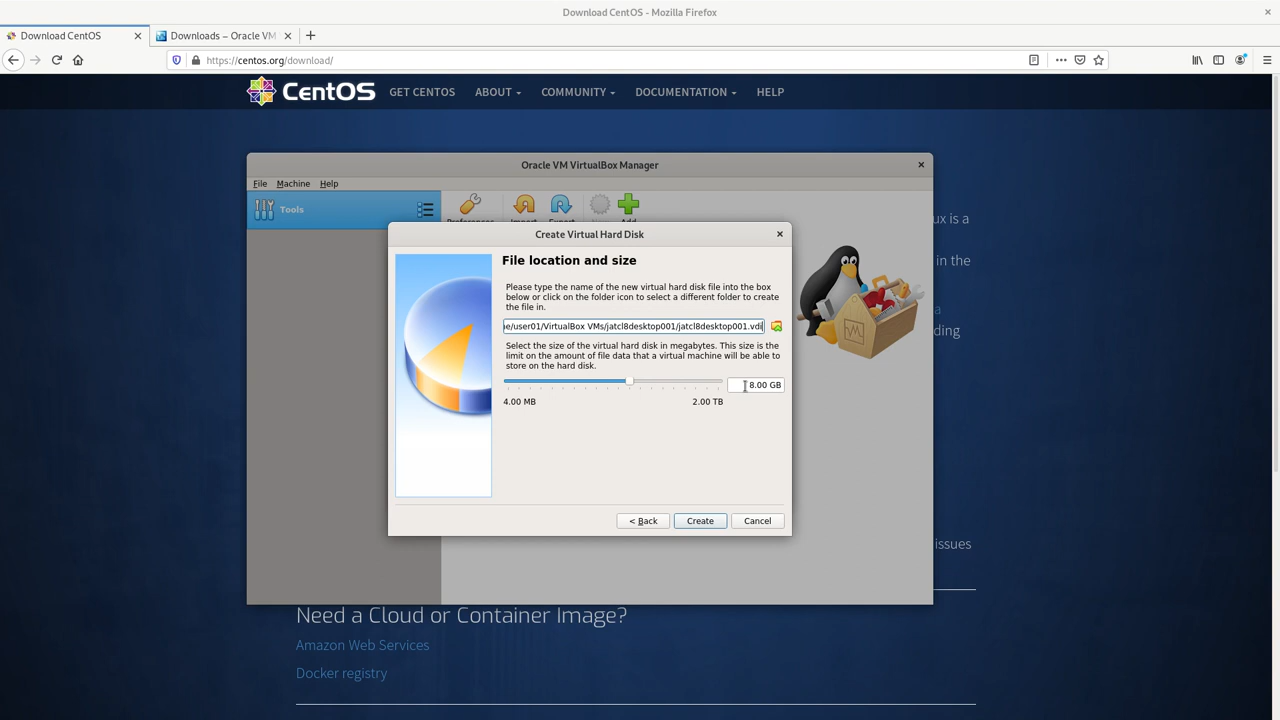 Download CentOS - Mozilla Firefox
Download CentOS
Downloads – Oracle VM
https://centos.org/download/
CentOS
GET CENTOS
ABOUT
COMMUNITY
DOCUMENTATION
HELP
Oracle VM VirtualBox Manager
File
Machine
Help
Tools
ux is a
in the
a
ding
Create Virtual Hard Disk
File location and size
Please type the name of the new virtual hard disk file into the box
below or click on the folder icon to select a different folder to create
the file in.
e/user01/VirtualBox VMs/jatcl8desktop001/jatcl8desktop001.vdi
Select the size of the virtual hard disk in megabytes. This size is the
limit on the amount of file data that a virtual machine will be able to
store on the hard disk.
8.00 GB
4.00 MB
2.00 TB
< Back
Create
Cancel
issues
Need a Cloud or Container Image?
Amazon Web Services
Docker registry